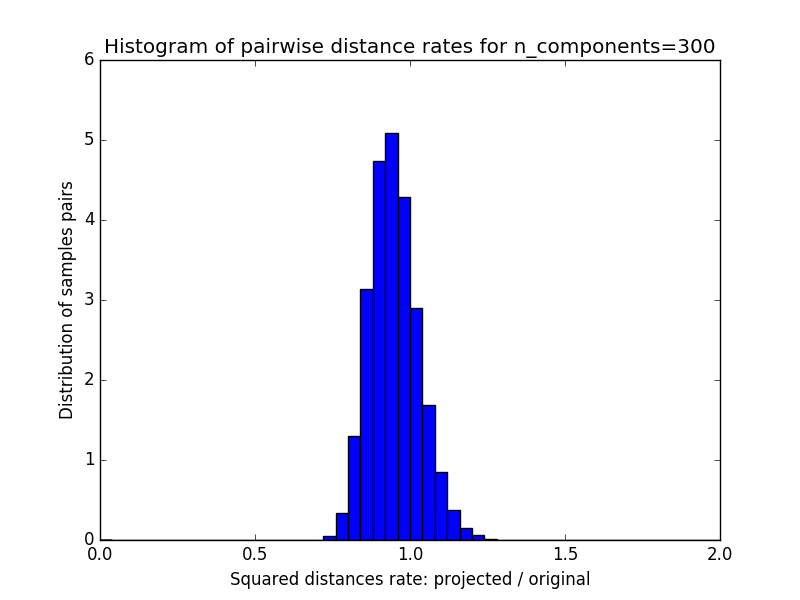 Histogram of pairwise distance rates for n_components=300
6
5
4
3
2
1
0
Distribution of samples pairs
0.0 0.5 1.0 1.5 2.0
Squared distances rate: projected / original